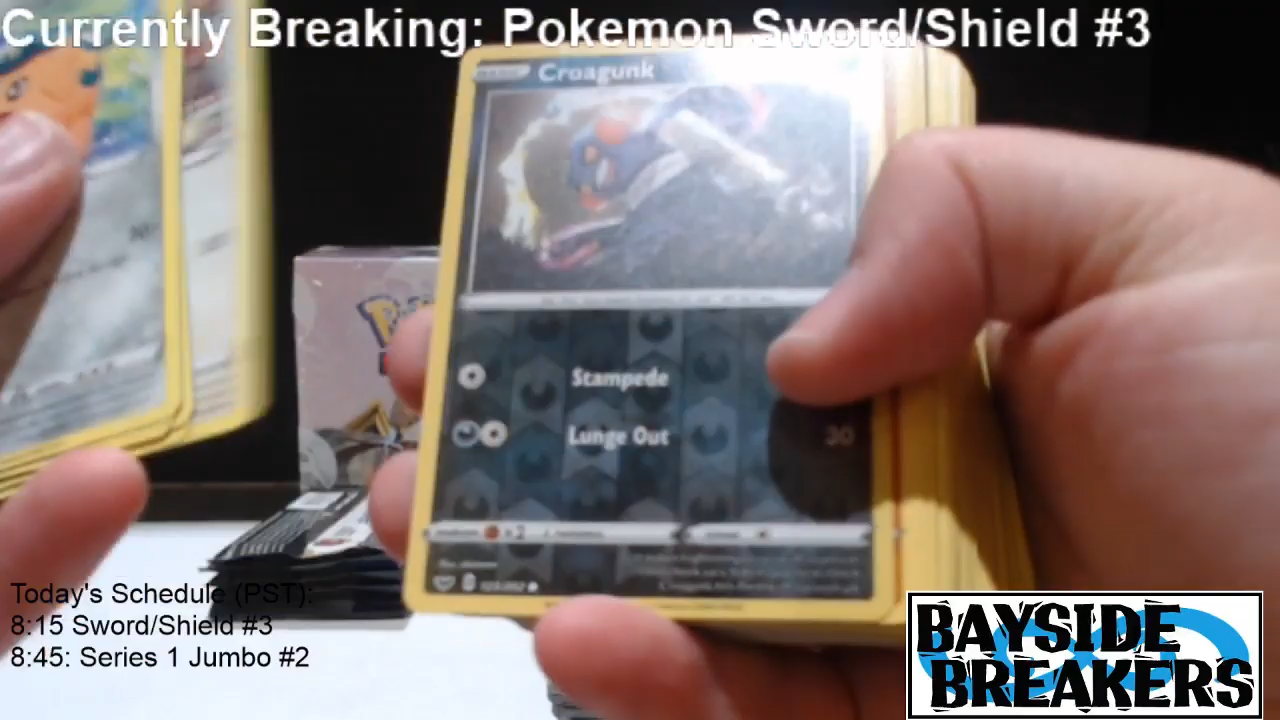 Currently Breaking: Pokemon Sword/Shield #3
Croagunk
Stampede
Lunge Out 30
x2
Today's Schedule (PST):
8:15 Sword/Shield #3
8:45: Series 1 Jumbo #2
BAYSIDE
BREAKERS